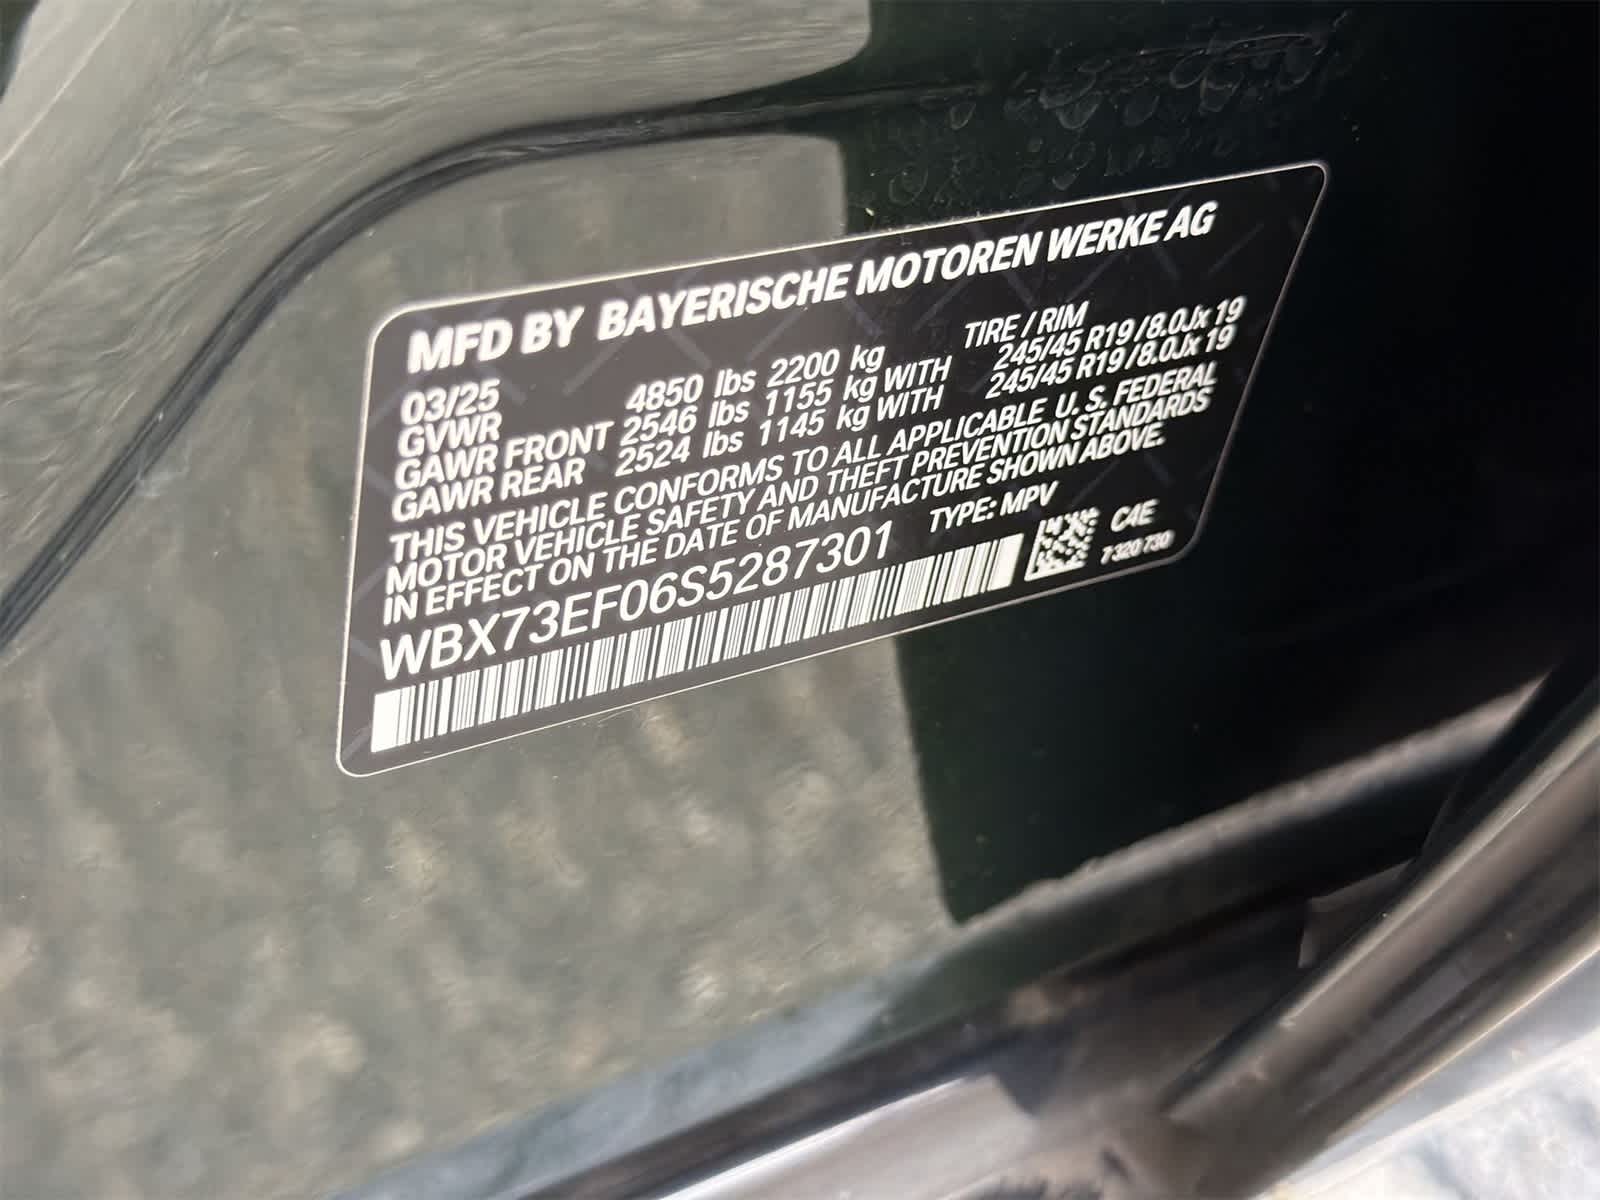 MFD BY BAYERISCHE MOTOREN WERKE AG
03/25 TIRE / RIM
GVWR 4850 lbs 2200 kg
GAWR FRONT 2546 lbs 1155 kg WITH 245/45 R19 / 8.0Jx 19
GAWR REAR 2524 lbs 1145 kg WITH 245/45 R19 / 8.0Jx 19
THIS VEHICLE CONFORMS TO ALL APPLICABLE U. S. FEDERAL
MOTOR VEHICLE SAFETY AND THEFT PREVENTION STANDARDS
IN EFFECT ON THE DATE OF MANUFACTURE SHOWN ABOVE.
WBX73EF06S5287301 TYPE: MPV C4E
7 320 730